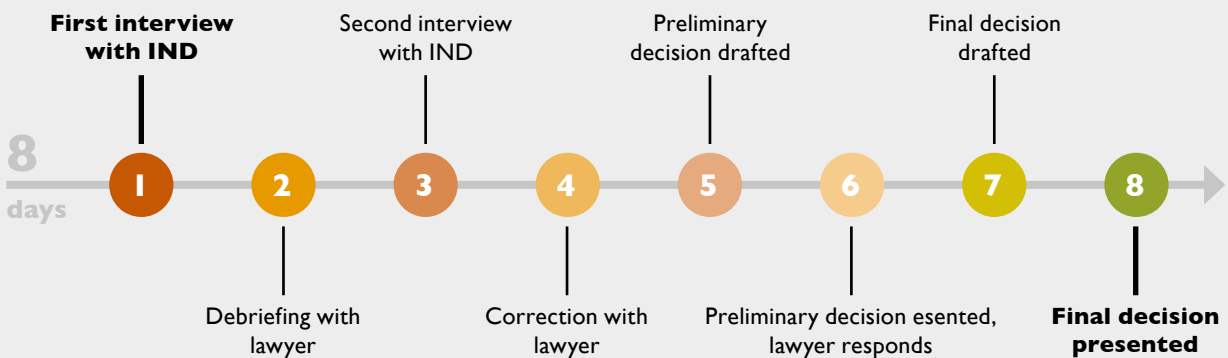 First interview
with IND
Second interview
with IND
Preliminary
decision drafted
Final decision
drafted
8
days
1
2
3
4
5
6
7
8
Debriefing with
lawyer
Correction with
lawyer
Preliminary decision esented,
lawyer responds
Final decision
presented